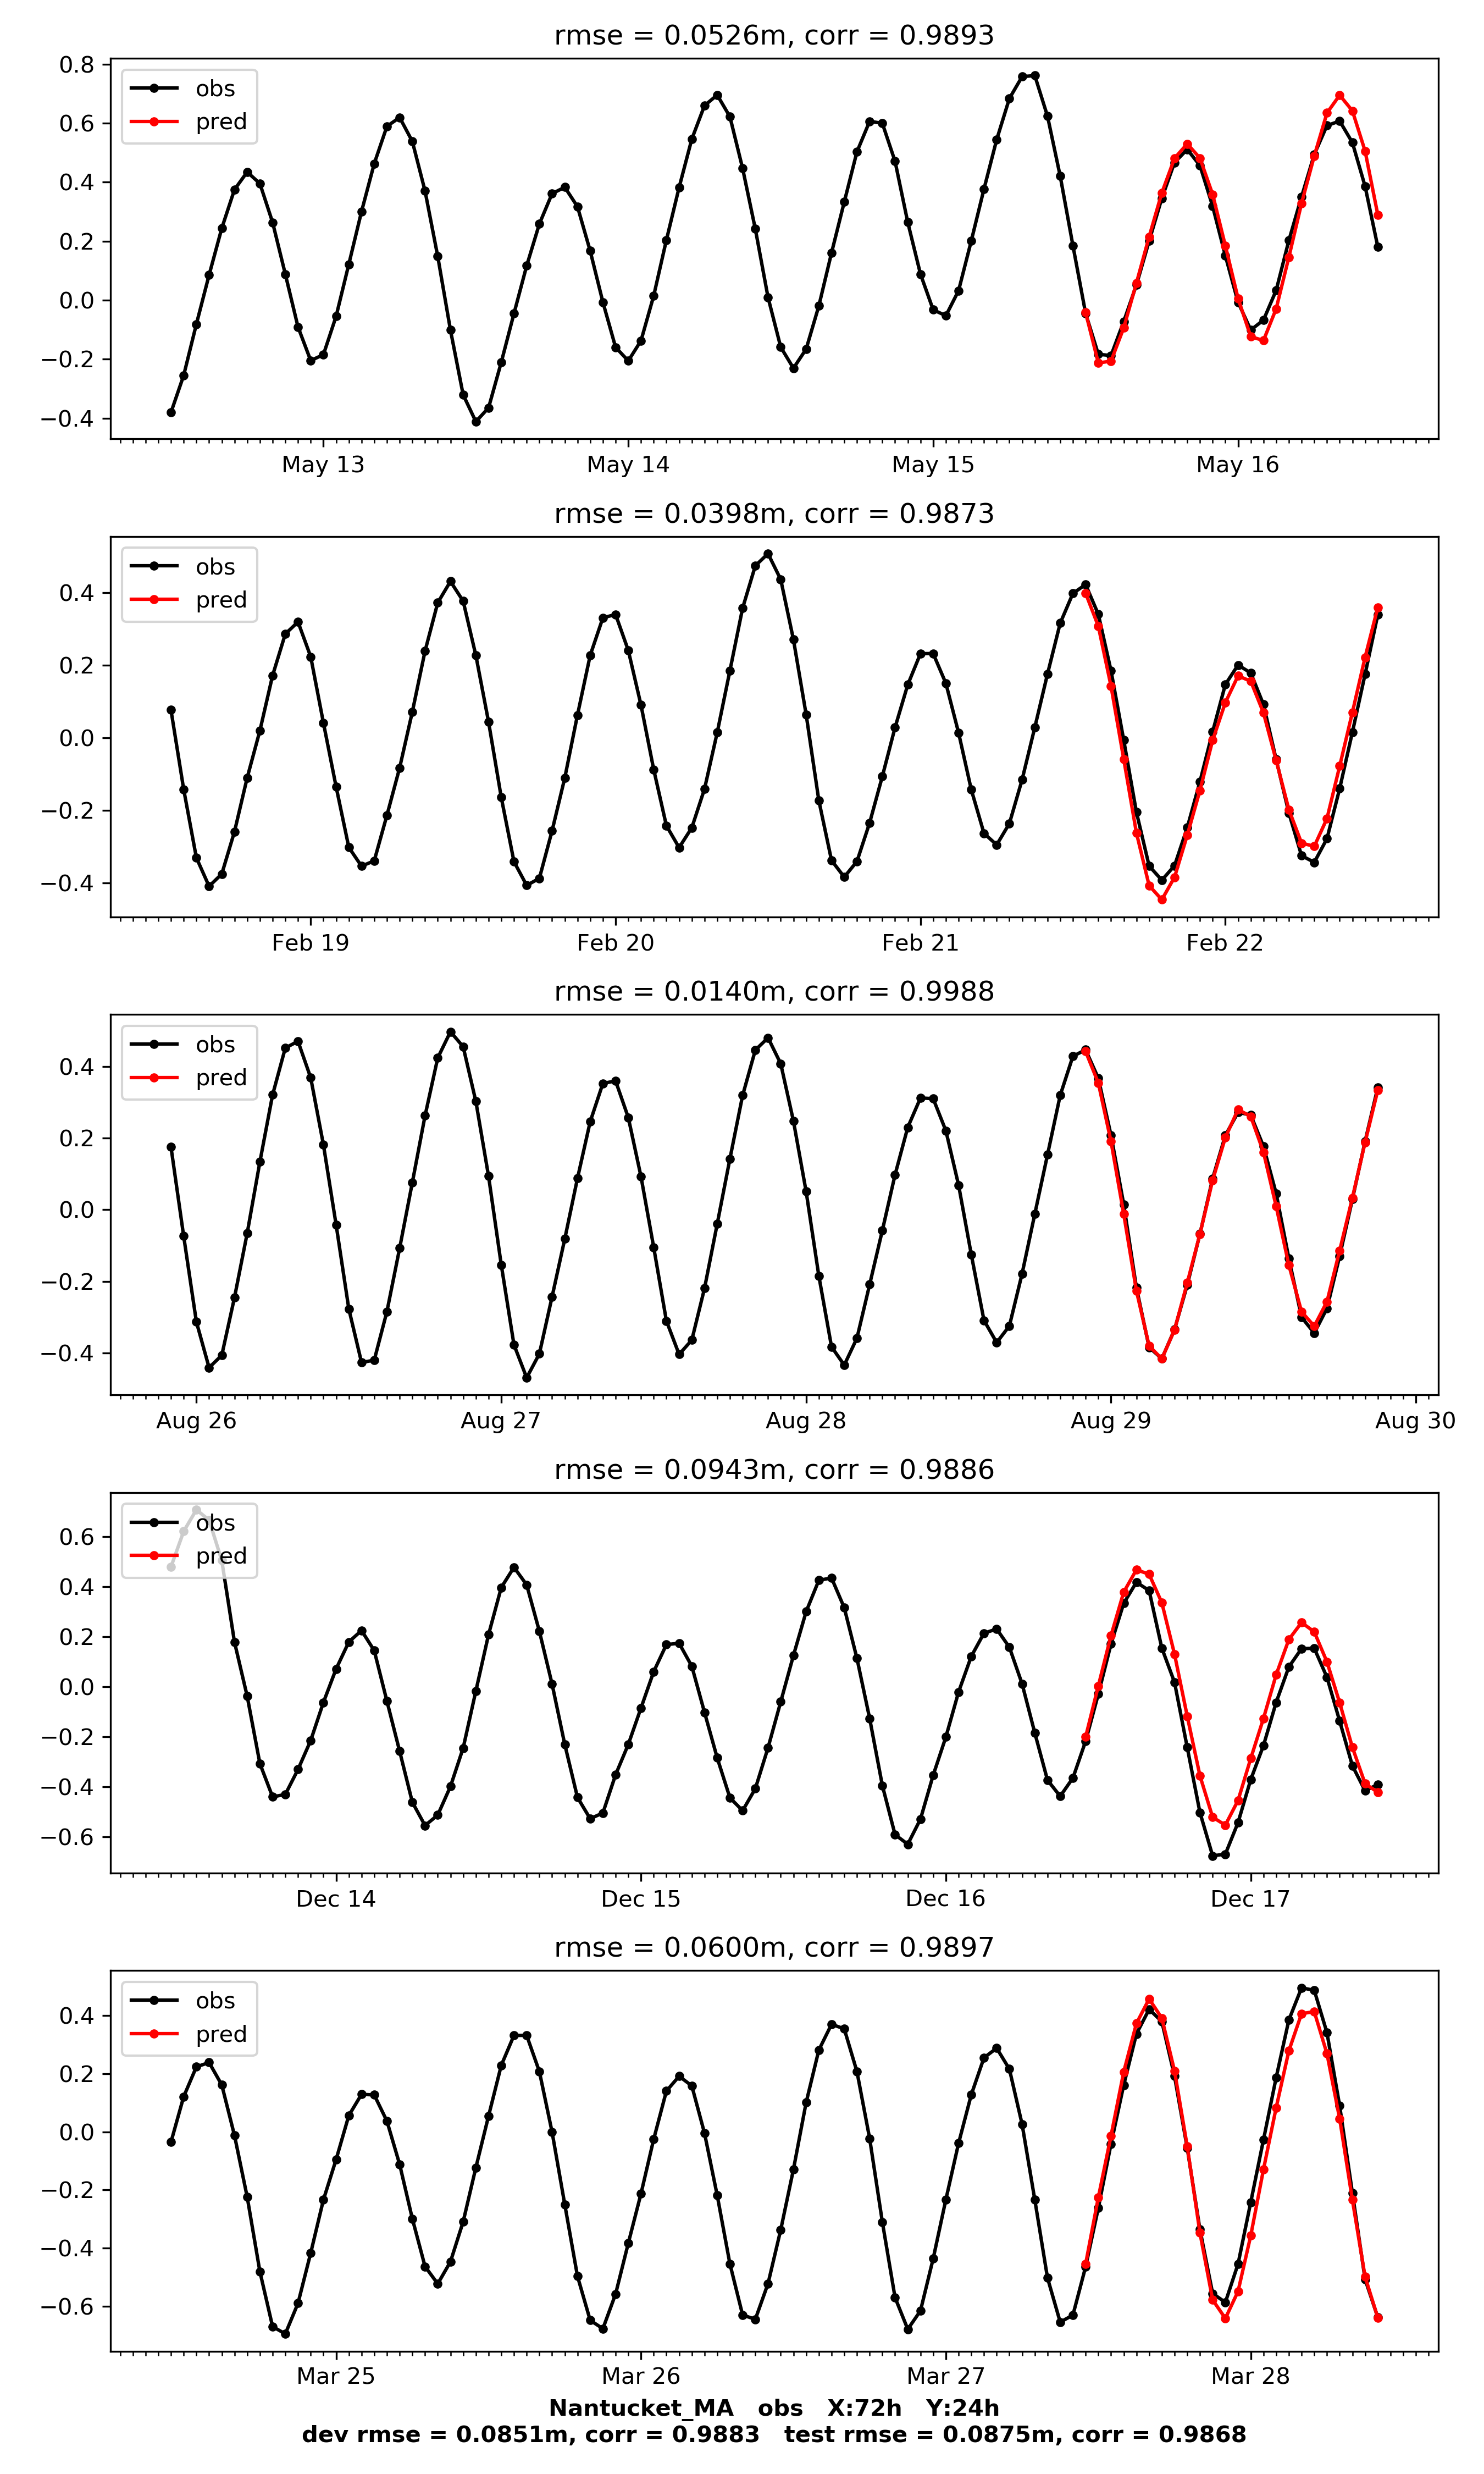 rmse = 0.0526m, corr = 0.9893
0.8
0.6
0.4
0.2
0.0
−0.2
−0.4
obs
pred
May 13 May 14 May 15 May 16
rmse = 0.0398m, corr = 0.9873
0.4
0.2
0.0
−0.2
−0.4
obs
pred
Feb 19 Feb 20 Feb 21 Feb 22
rmse = 0.0140m, corr = 0.9988
0.4
0.2
0.0
−0.2
−0.4
obs
pred
Aug 26 Aug 27 Aug 28 Aug 29 Aug 30
rmse = 0.0943m, corr = 0.9886
0.6
0.4
0.2
0.0
−0.2
−0.4
−0.6
obs
pred
Dec 14 Dec 15 Dec 16 Dec 17
rmse = 0.0600m, corr = 0.9897
0.4
0.2
0.0
−0.2
−0.4
−0.6
obs
pred
Mar 25 Mar 26 Mar 27 Mar 28
Nantucket_MA obs X:72h Y:24h
dev rmse = 0.0851m, corr = 0.9883 test rmse = 0.0875m, corr = 0.9868